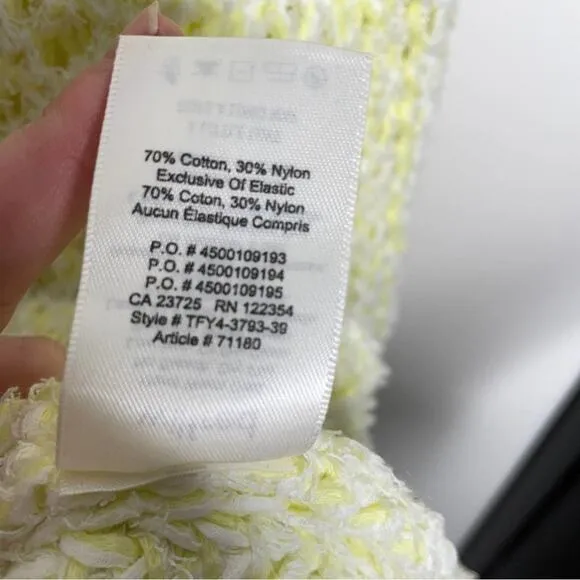 70% Cotton, 30% Nylon
Exclusive Of Elastic
70% Coton, 30% Nylon
Aucun Élastique Compris
P.O. # 4500109193
P.O. # 4500109194
P.O. # 4500109195
CA 23725 RN 122354
Style # TFY4-3793-39
Article # 71180